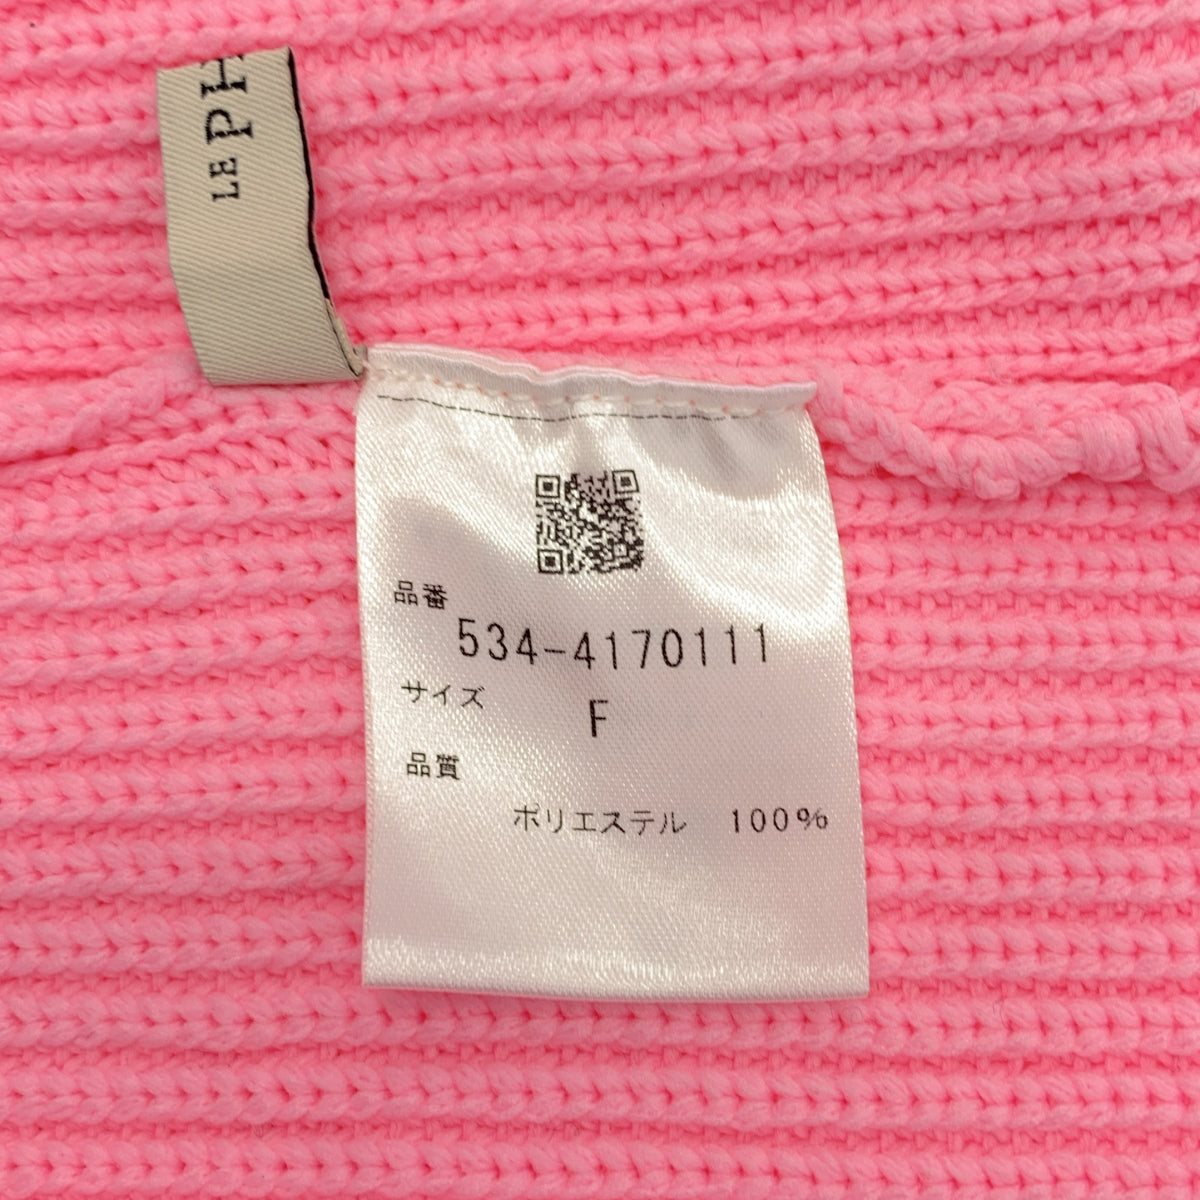 LE PH
品番
534-4170111
サイズ
F
品質
ポリエステル 100%